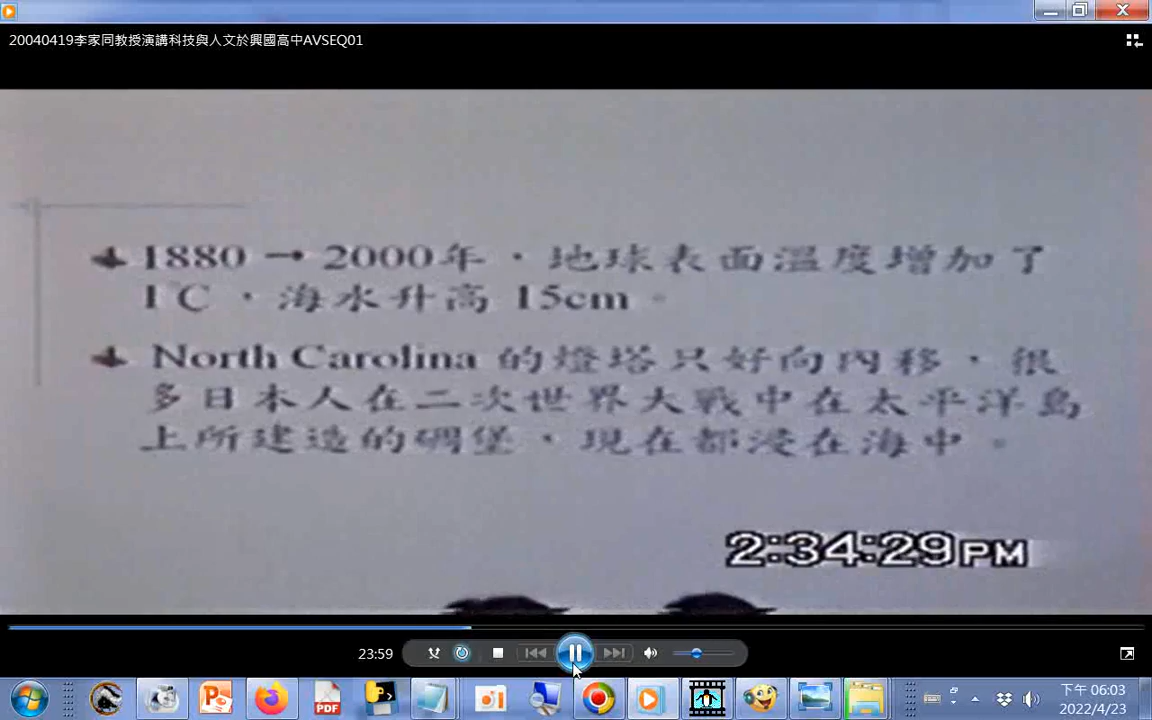 20040419李家同教授演講科技與人文於興國高中AVSEQ01
1880 → 2000年，地球表面溫度增加了
1℃，海水升高 15cm。
North Carolina 的燈塔只好向內移，很
多日本人在二次世界大戰中在太平洋島
上所建造的碉堡，現在都浸在海中。
2:34:29PM
23:59
PDF
下午 06:03
2022/4/23